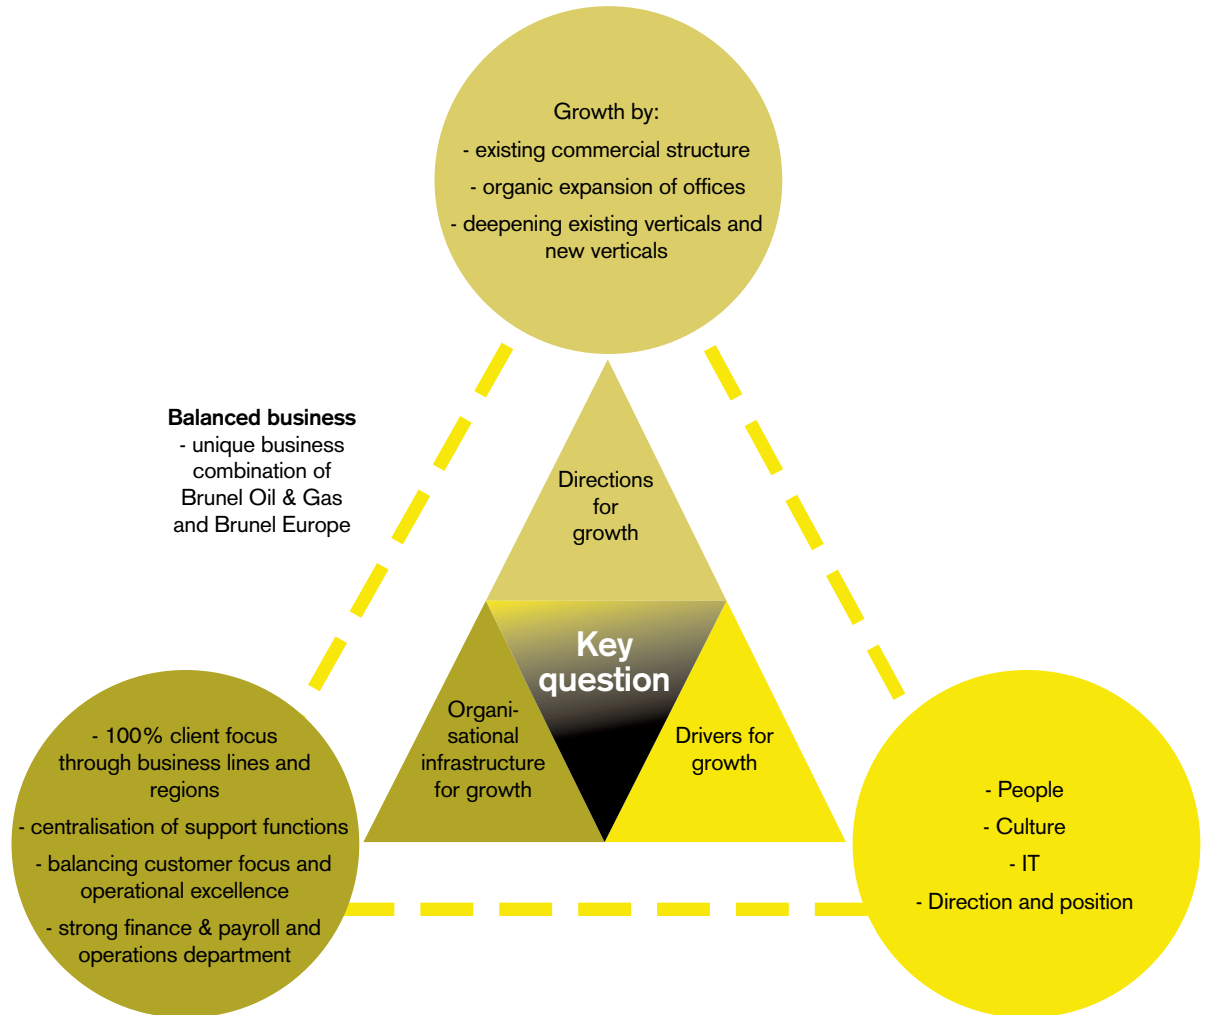 Growth by:
- existing commercial structure
- organic expansion of offices
- deepening existing verticals and
new verticals
Balanced business
- unique business
combination of
Brunel Oil & Gas
and Brunel Europe
Directions
for
growth
Key
question
Organi-
sational
infrastructure
for growth
Drivers for
growth
- 100% client focus
through business lines and
regions
- centralisation of support functions
- balancing customer focus and
operational excellence
- strong finance & payroll and
operations department
- People
- Culture
- IT
- Direction and position